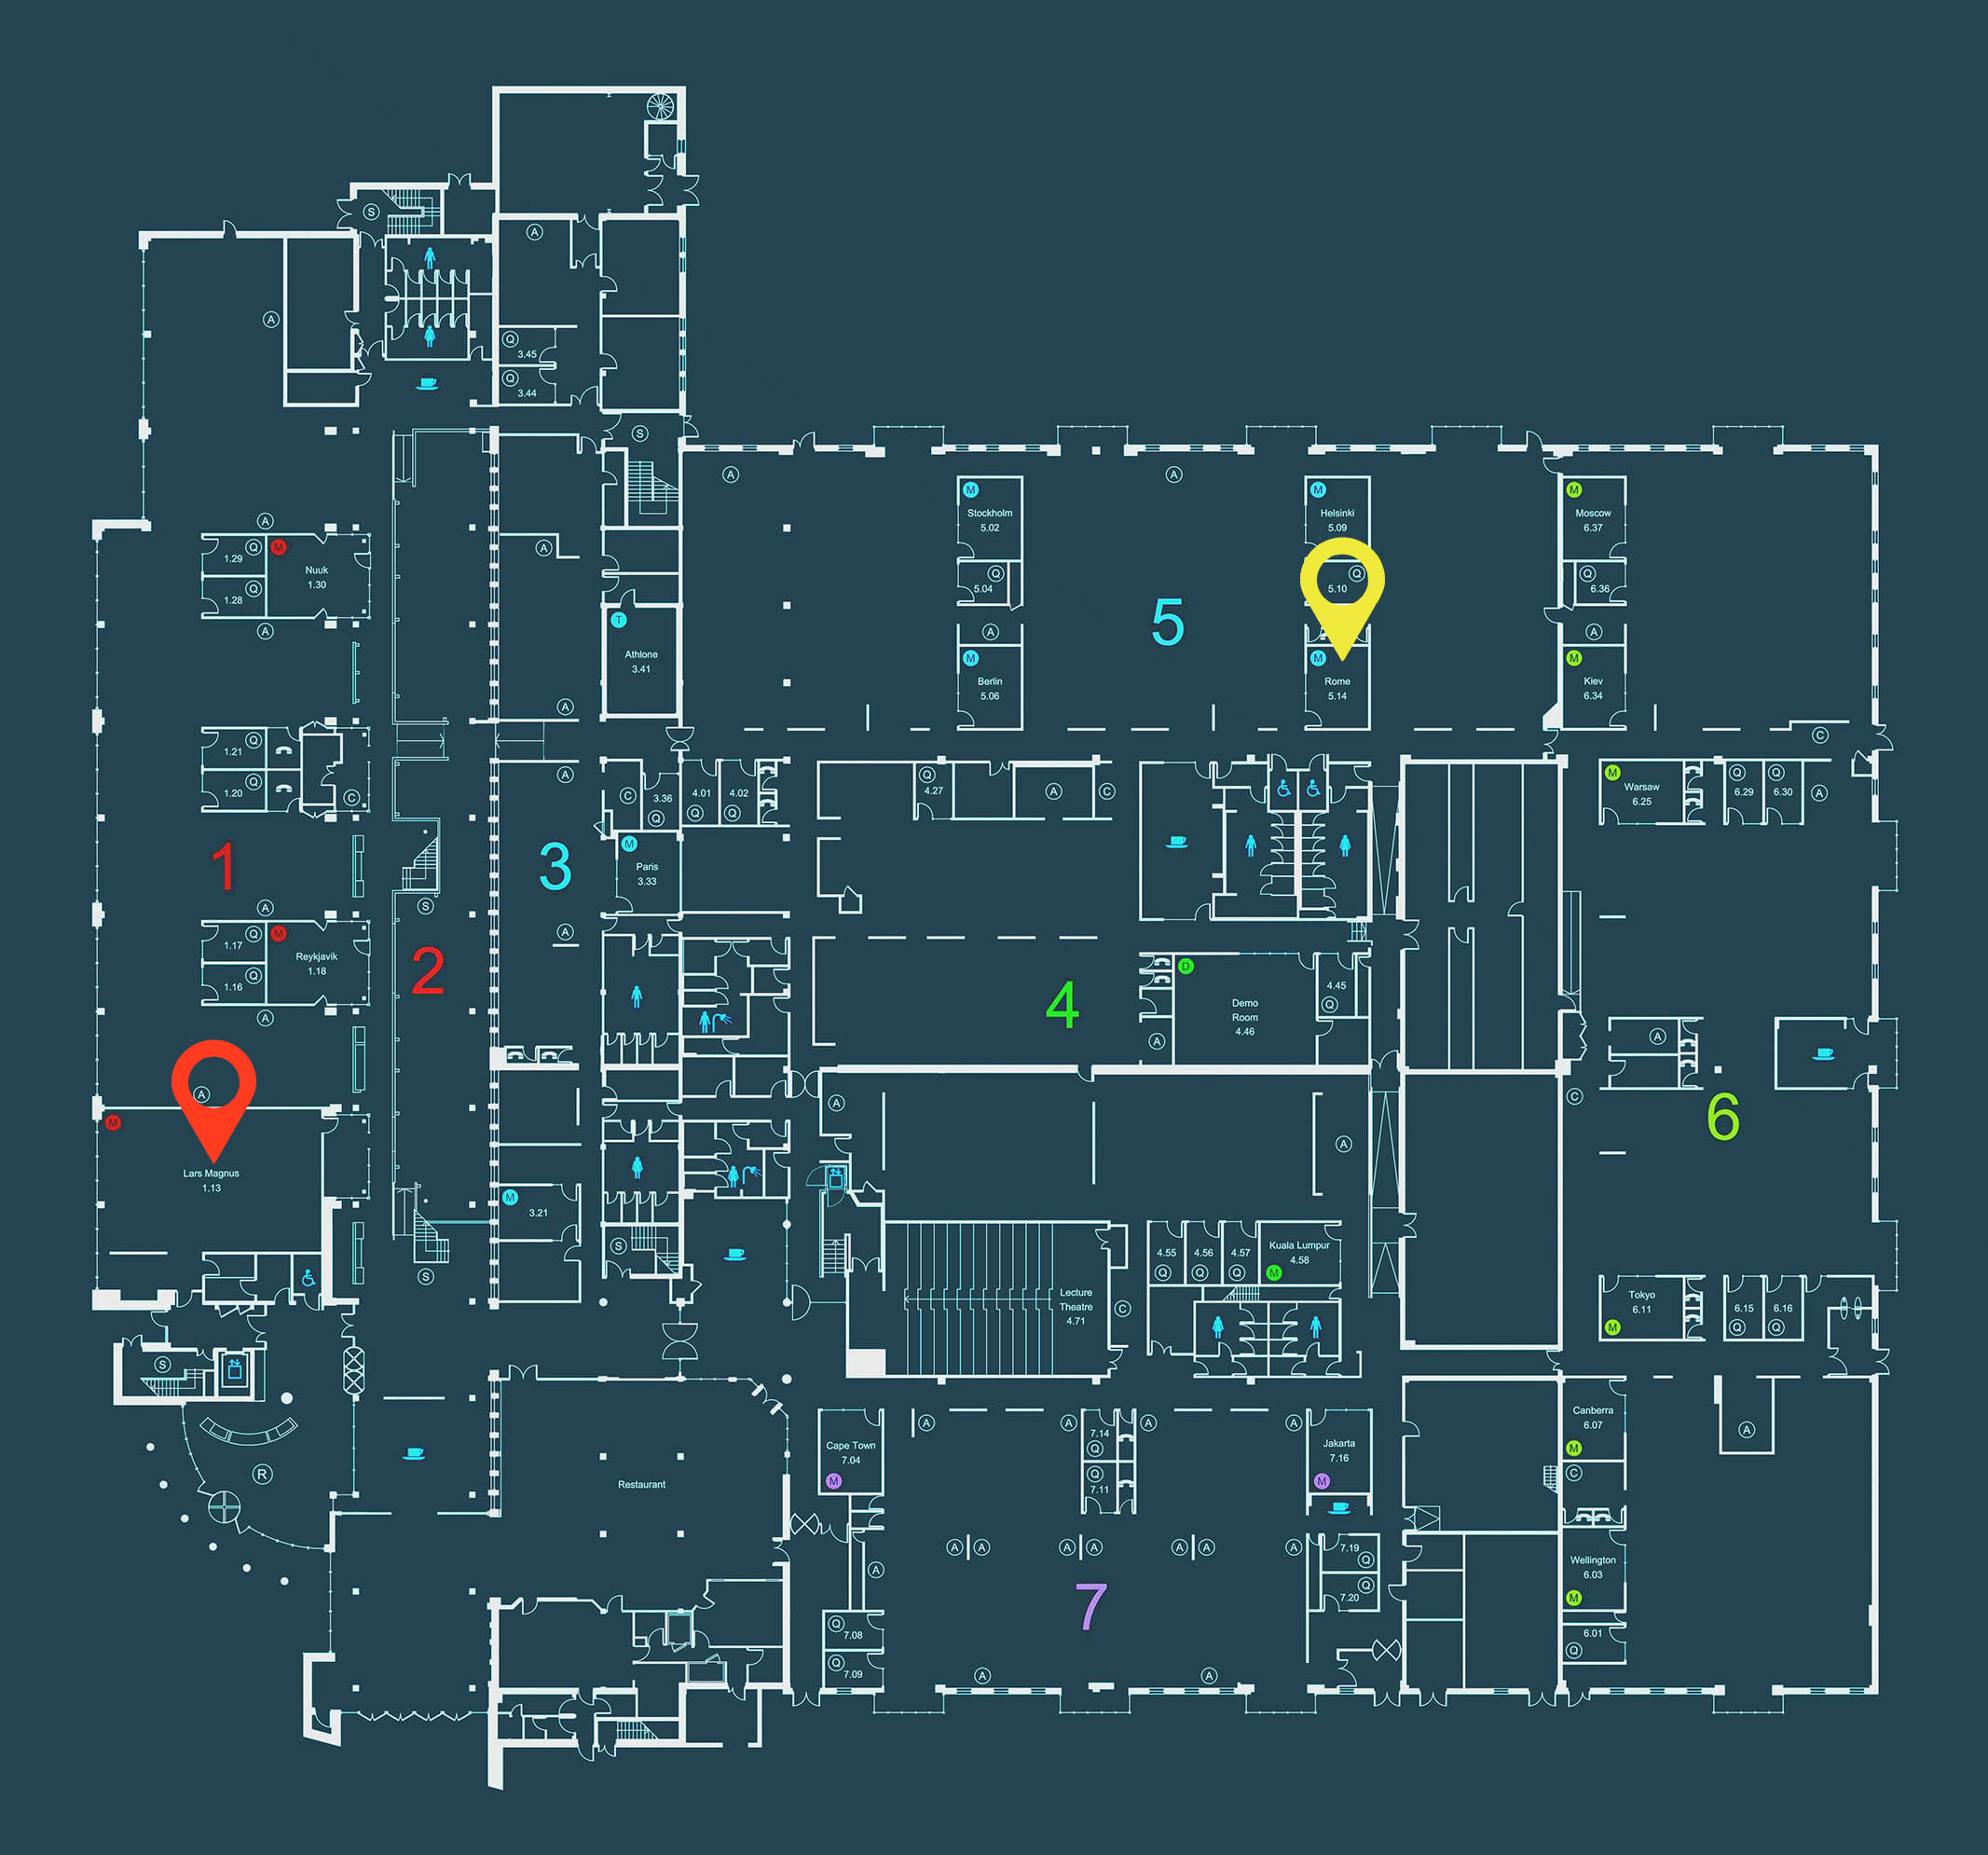 S
A
A
Q
3.45
Q
3.44
S
A
A
M
Stockholm
5.02
M
Helsinki
5.09
M
Moscow
6.37
A
1.29
Q
M
Nuuk
1.30
1.28
Q
A
A
Q
5.04
Q
5.10
Q
6.36
T
Athlone
3.41
5
A
A
M
Berlin
5.06
M
Rome
5.14
M
Kiev
6.34
A
1.21
Q
1.20
Q
C
A
C
3.36
Q
4.01
Q
4.02
Q
Q
4.27
A
C
C
M
Warsaw
6.25
Q
6.29
Q
6.30
A
1
3
M
Paris
3.33
A
S
A
1.17
Q
M
Reykjavik
1.18
1.16
Q
A
2
4
D
Demo
Room
4.46
4.45
Q
A
A
A
M
Lars Magnus
1.13
A
A
C
6
M
3.21
S
S
4.55
Q
4.56
Q
4.57
Q
Kuala Lumpur
4.58
M
Lecture
Theatre
4.71
C
Tokyo
6.11
M
6.15
Q
6.16
Q
S
R
Restaurant
Cape Town
7.04
M
A
A
7.14
Q
Q
7.11
A
A
Jakarta
7.16
M
Canberra
6.07
M
C
A
A
A
A
A
A
A
A
A
7.19
Q
Q
7.20
Wellington
6.03
M
7
Q
7.08
Q
7.09
A
A
6.01
Q